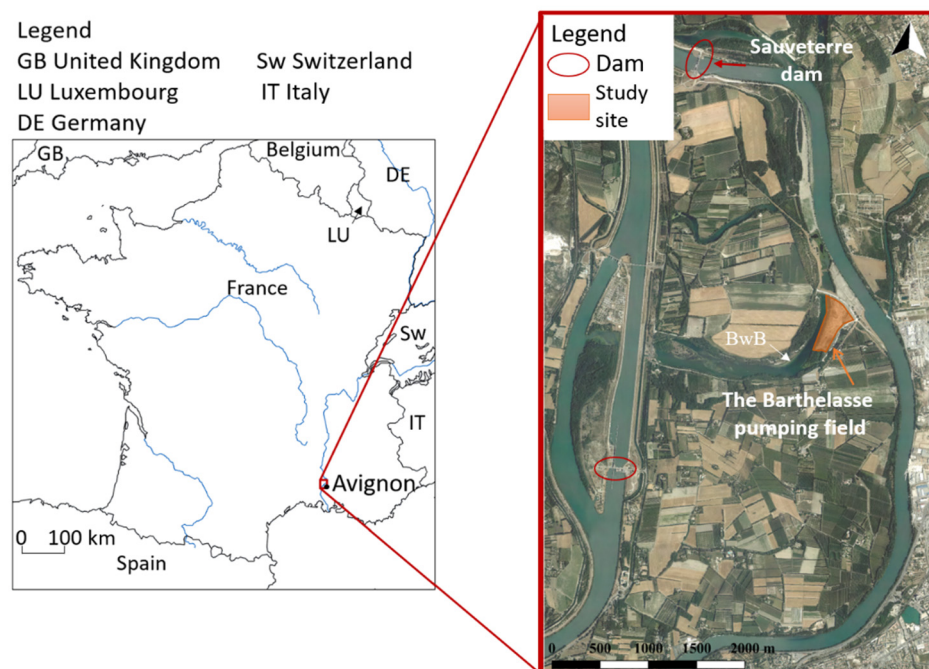 Legend
GB United Kingdom Sw Switzerland
LU Luxembourg IT Italy
DE Germany
GB
Belgium
DE
LU
France
Sw
IT
Avignon
0 100 km
Spain
Legend
Dam
Study
site
Sauveterre
dam
BwB
The Barthelasse
pumping field
0 500 1000 1500 2000 m